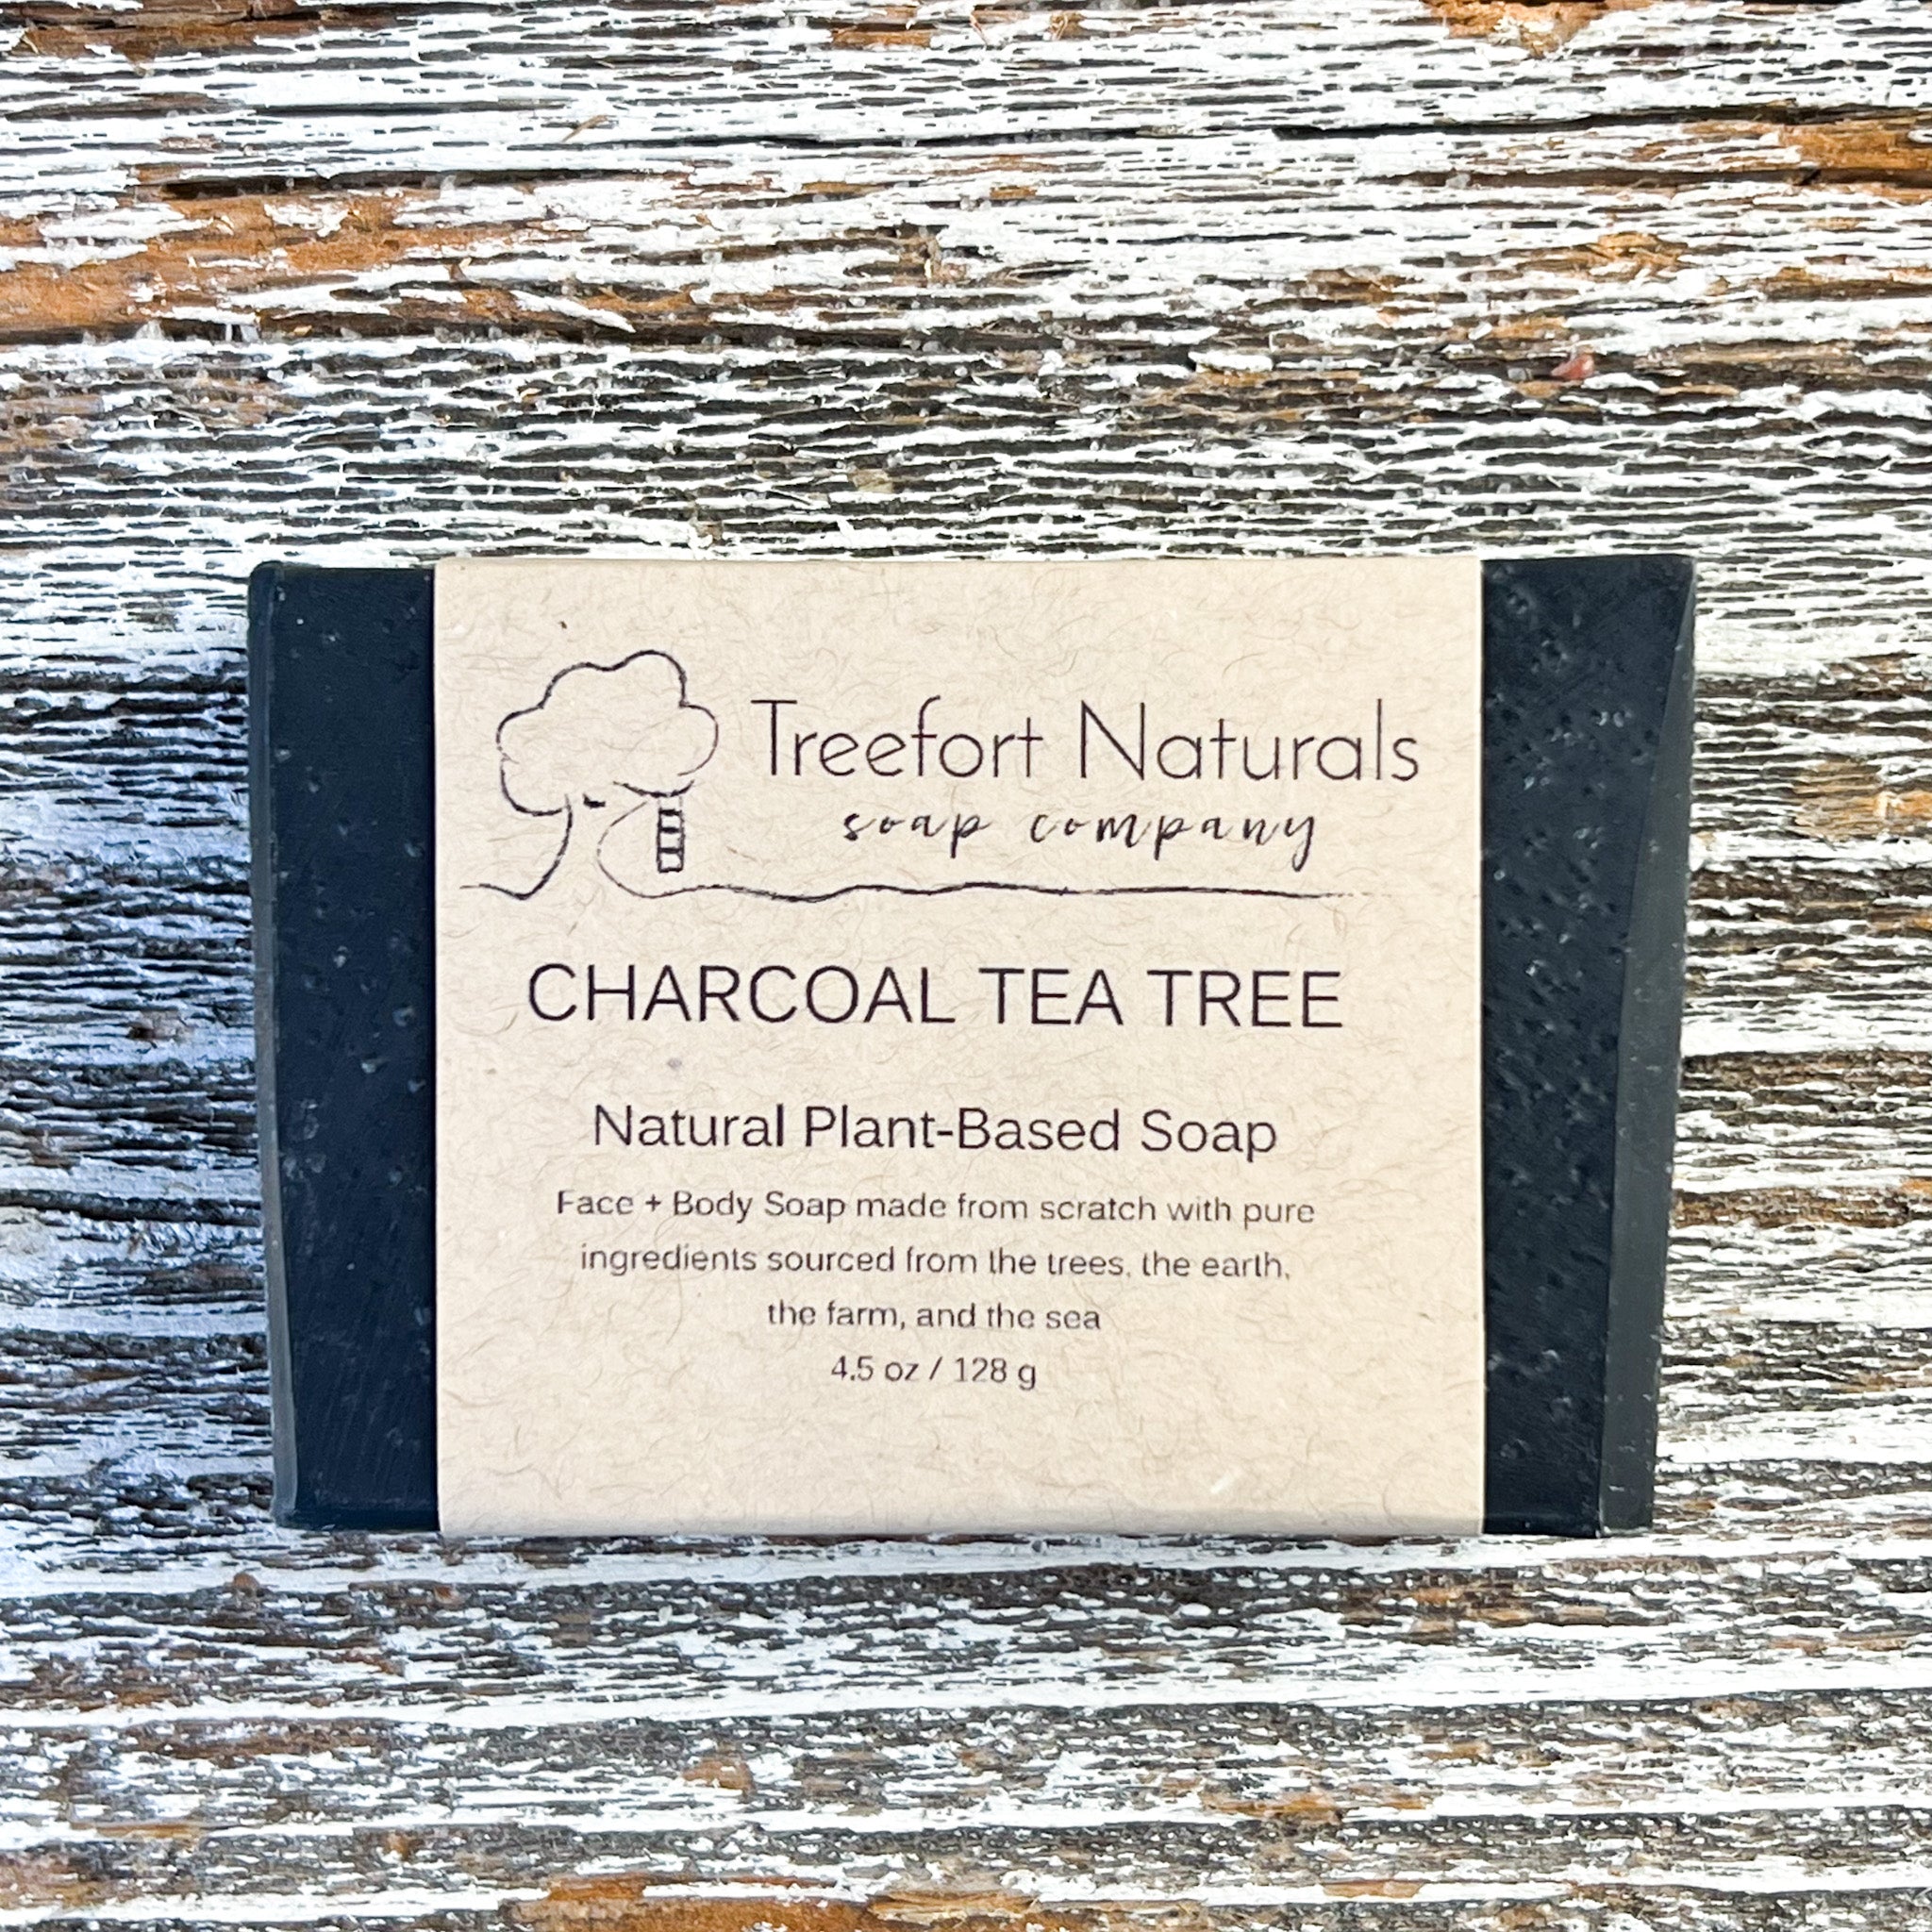 Treefort Naturals
soap company
CHARCOAL TEA TREE
Natural Plant-Based Soap
Face + Body Soap made from scratch with pure
ingredients sourced from the trees, the earth,
the farm, and the sea
4.5 oz / 128 g